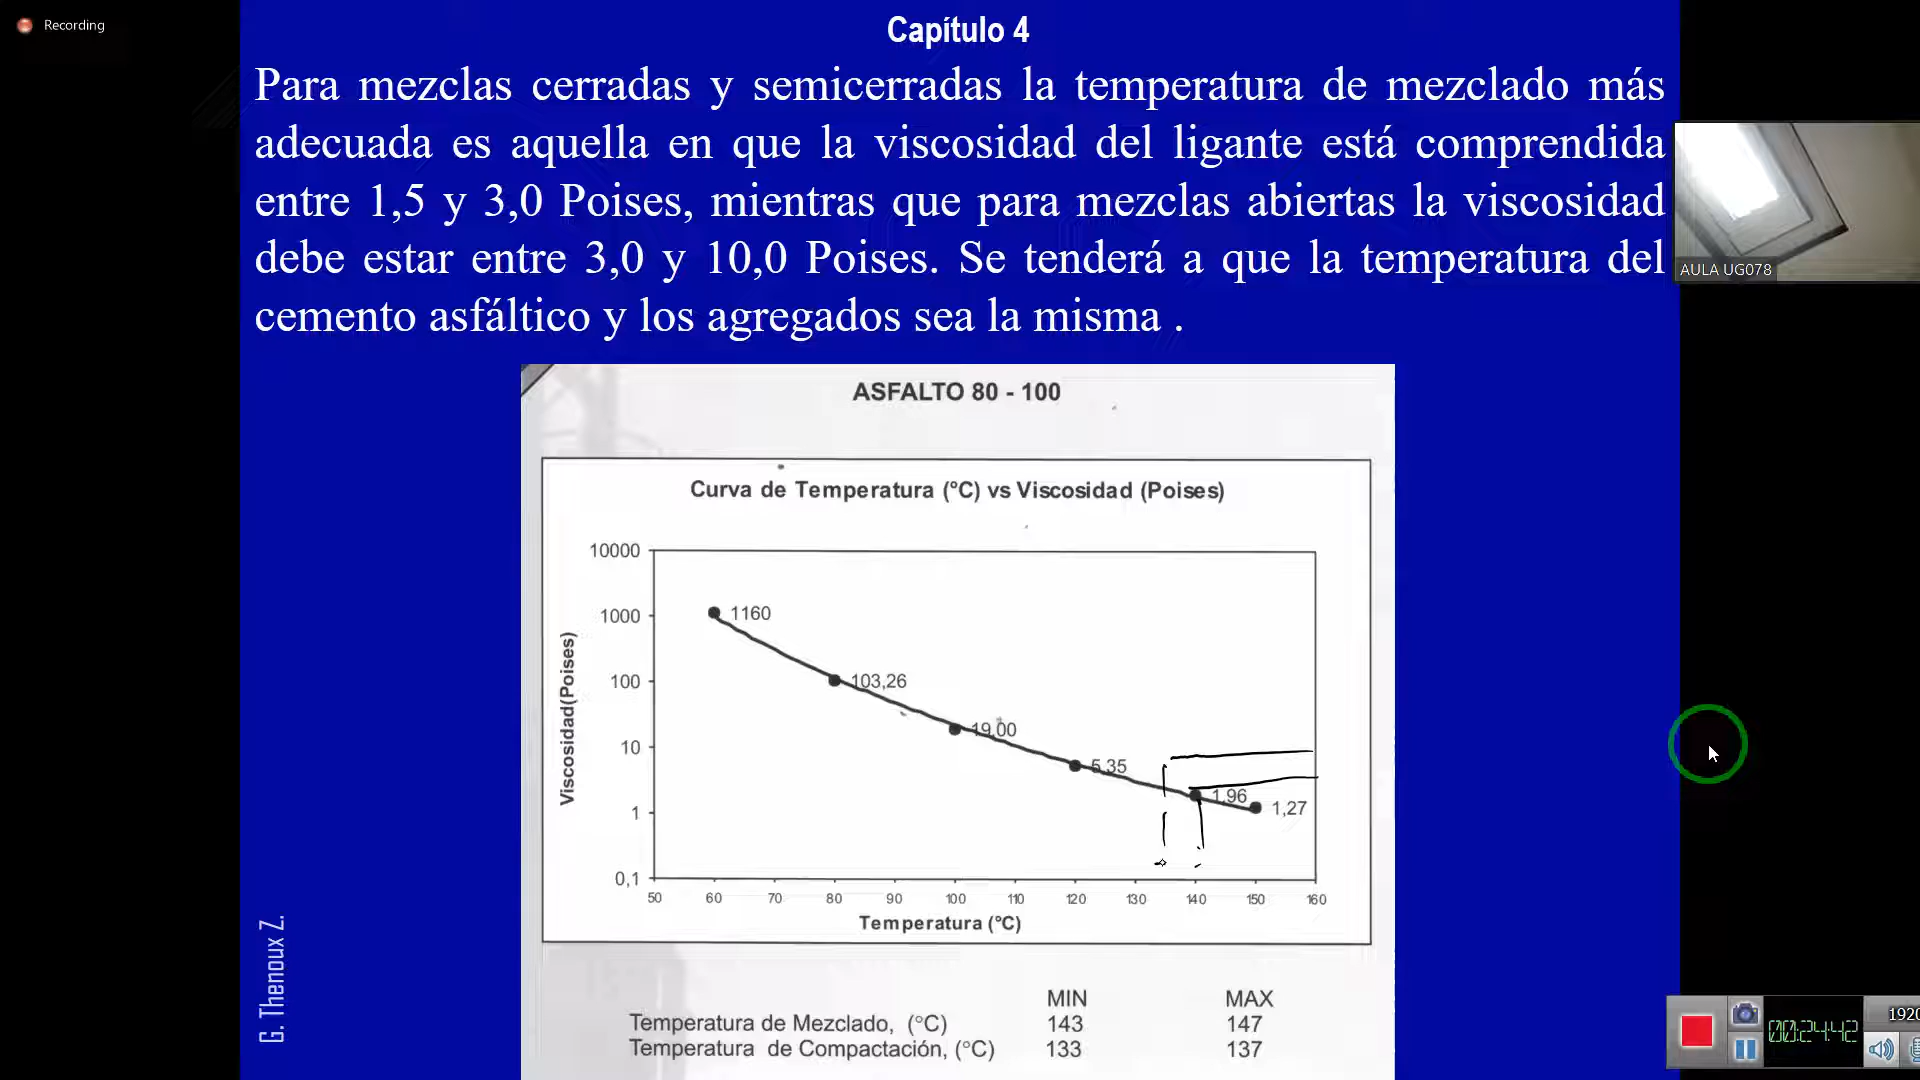 Recording
Capítulo 4
Para mezclas cerradas y semicerradas la temperatura de mezclado más
adecuada es aquella en que la viscosidad del ligante está comprendida
entre 1,5 y 3,0 Poises, mientras que para mezclas abiertas la viscosidad
debe estar entre 3,0 y 10,0 Poises. Se tenderá a que la temperatura del
cemento asfáltico y los agregados sea la misma .
AULA UG078
ASFALTO 80 - 100
Curva de Temperatura (°C) vs Viscosidad (Poises)
Viscosidad(Poises)
10000
1000
100
10
1
0,1
1160
103,26
19,00
5,35
1,96
1,27
50 60 70 80 90 100 110 120 130 140 150 160
Temperatura (°C)
MIN MAX
Temperatura de Mezclado, (°C) 143 147
Temperatura de Compactación, (°C) 133 137
G. Thenoux Z.
1920
00:24:42